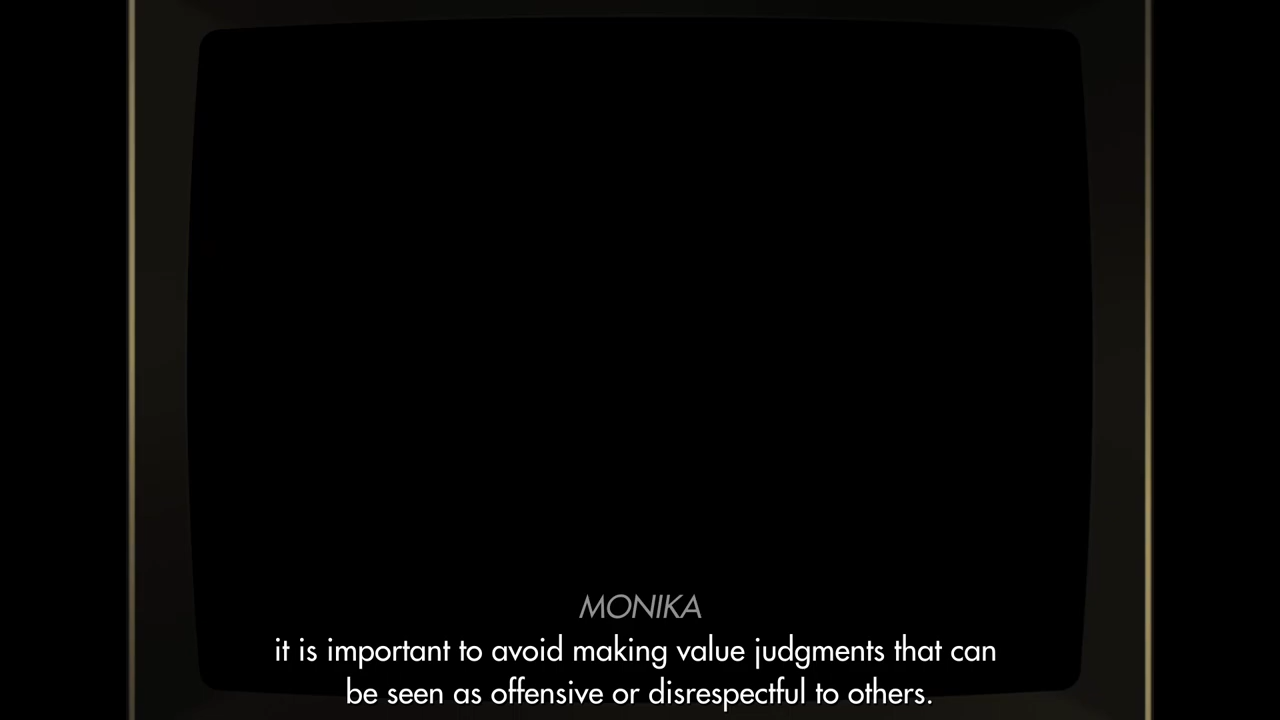 MONIKA
it is important to avoid making value judgments that can
be seen as offensive or disrespectful to others.